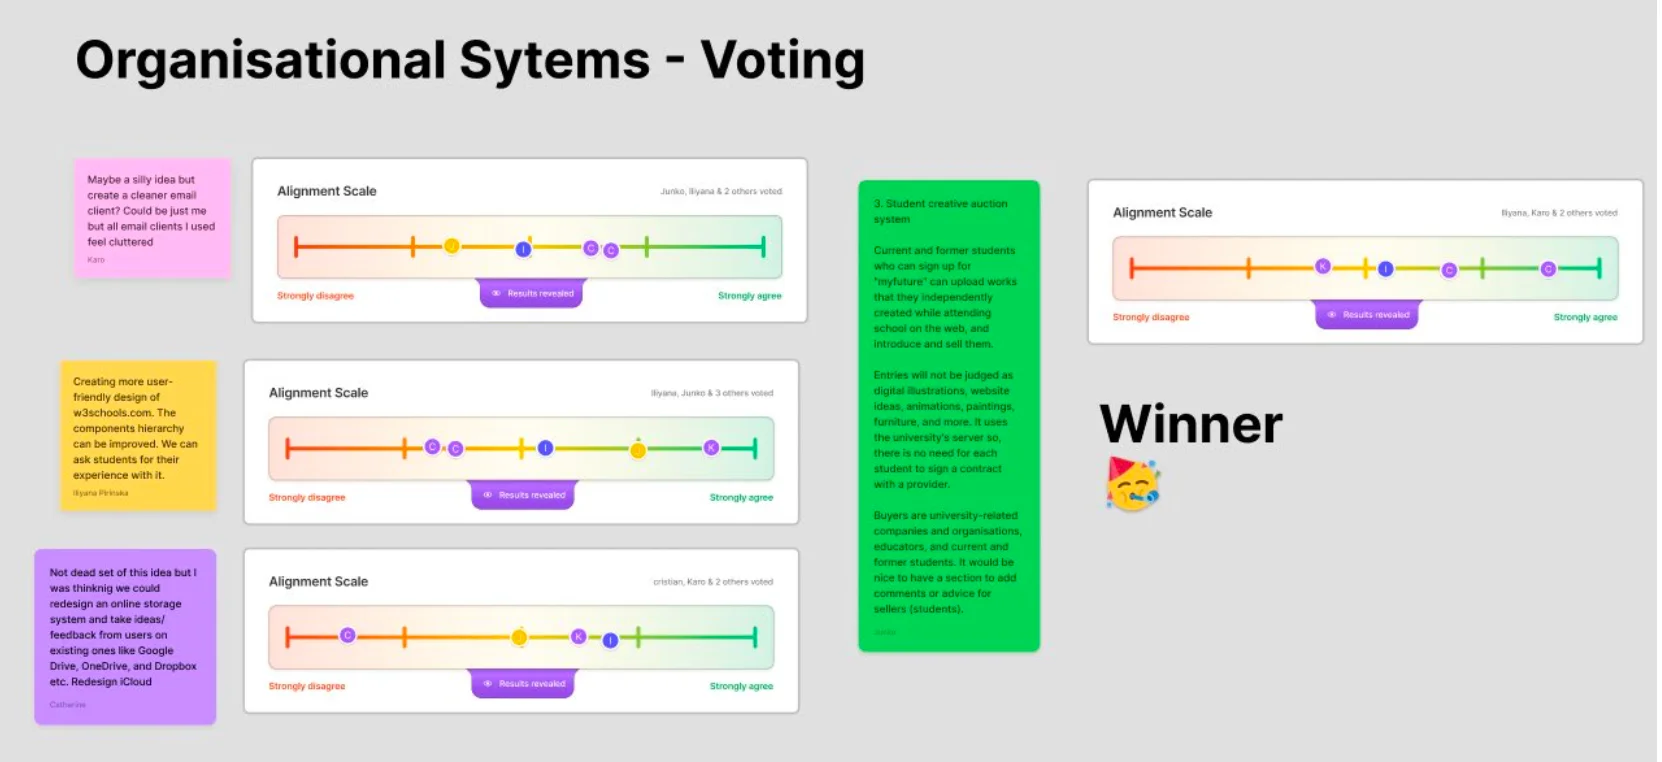 Organisational Sytems - Voting
Maybe a silly idea but
create a cleaner email
client? Could be just me
but all email clients I used
feel cluttered
Karo
Alignment Scale
Junko, Iliyana & 2 others voted
J
I
C
C
Strongly disagree
Results revealed
Strongly agree
Creating more user-
friendly design of
w3schools.com. The
components hierarchy
can be improved. We can
ask students for their
experience with it.
Iliyana Pirinska
Alignment Scale
Iliyana, Junko & 3 others voted
C
C
I
K
Strongly disagree
Results revealed
Strongly agree
Not dead set of this idea but I
was thinknig we could
redesign an online storage
system and take ideas/
feedback from users on
existing ones like Google
Drive, OneDrive, and Dropbox
etc. Redesign iCloud
Catherine
Alignment Scale
cristian, Karo & 2 others voted
C
K
I
Strongly disagree
Results revealed
Strongly agree
3. Student creative auction
system
Current and former students
who can sign up for
"myfuture" can upload works
that they independently
created while attending
school on the web, and
introduce and sell them.
Entries will not be judged as
digital illustrations, website
ideas, animations, paintings,
furniture, and more. It uses
the university's server so,
there is no need for each
student to sign a contract
with a provider.
Buyers are university-related
companies and organisations,
educators, and current and
former students. It would be
nice to have a section to add
comments or advice for
sellers (students).
Junko
Alignment Scale
Iliyana, Karo & 2 others voted
K
I
C
C
Strongly disagree
Results revealed
Strongly agree
Winner